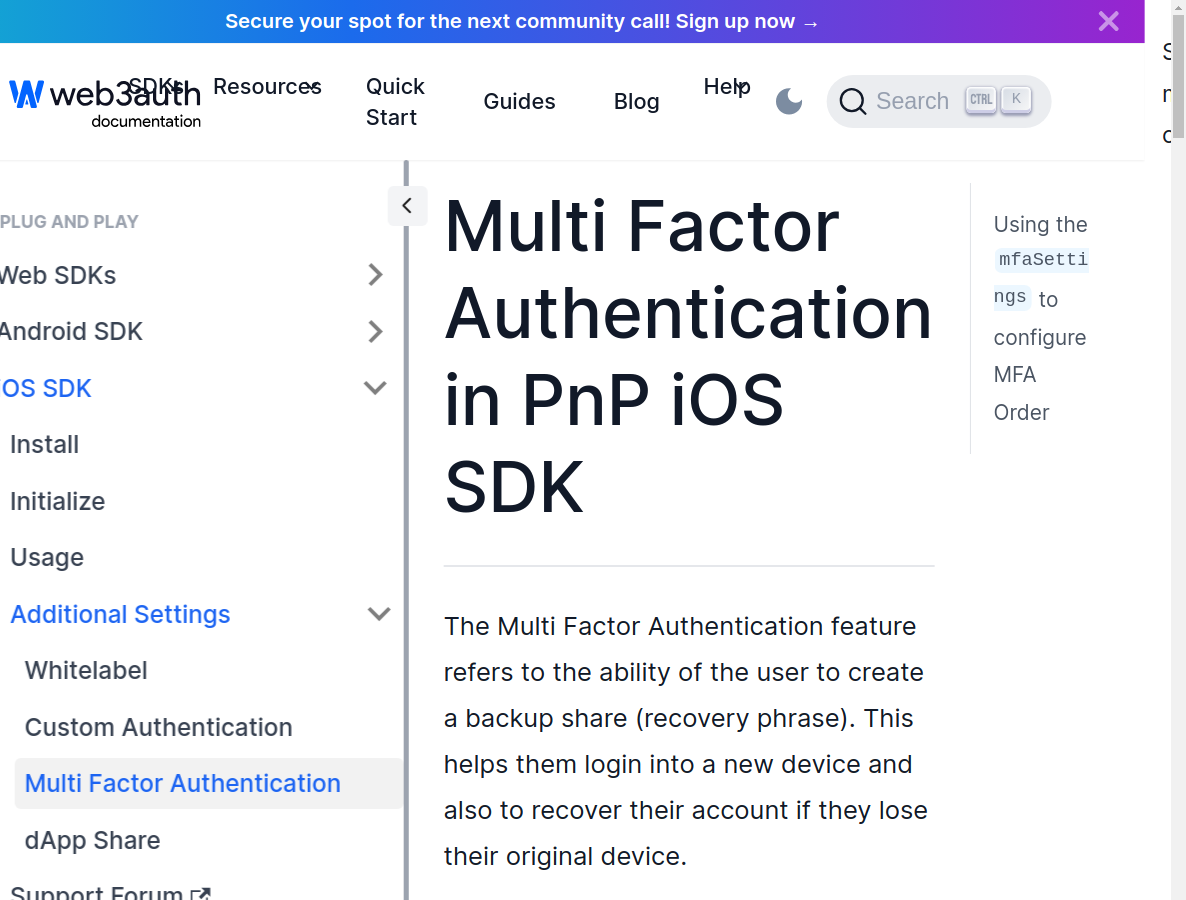 Secure your spot for the next community call! Sign up now →
web3auth
documentation
SDKs
Resources
Quick
Start
Guides
Blog
Help
Search
CTRL
K
PLUG AND PLAY
Web SDKs
Android SDK
iOS SDK
Install
Initialize
Usage
Additional Settings
Whitelabel
Custom Authentication
Multi Factor Authentication
dApp Share
Support Forum
Multi Factor
Authentication
in PnP iOS
SDK
The Multi Factor Authentication feature
refers to the ability of the user to create
a backup share (recovery phrase). This
helps them login into a new device and
also to recover their account if they lose
their original device.
Using the
mfaSetti
ngs to
configure
MFA
Order